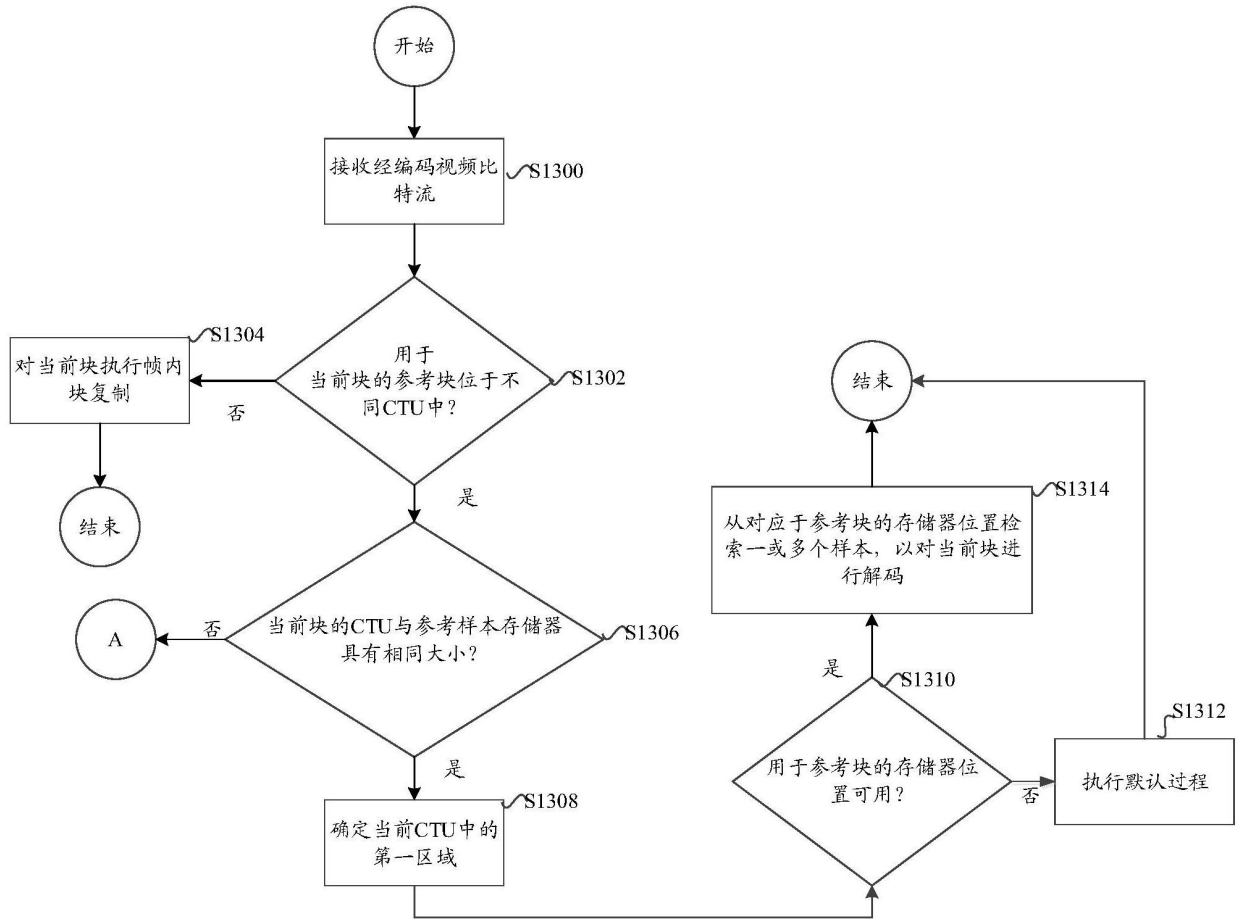 开始
接收经编码视频比
特流
S1300
用于
当前块的参考块位于不
同CTU中?
S1302
否
S1304
对当前块执行帧内
块复制
结束
是
当前块的CTU与参考样本存储器
具有相同大小?
S1306
否
A
是
S1308
确定当前CTU中的
第一区域
用于参考块的存储器位
置可用?
S1310
否
S1312
执行默认过程
是
S1314
从对应于参考块的存储器位置检
索一或多个样本，以对当前块进
行解码
结束